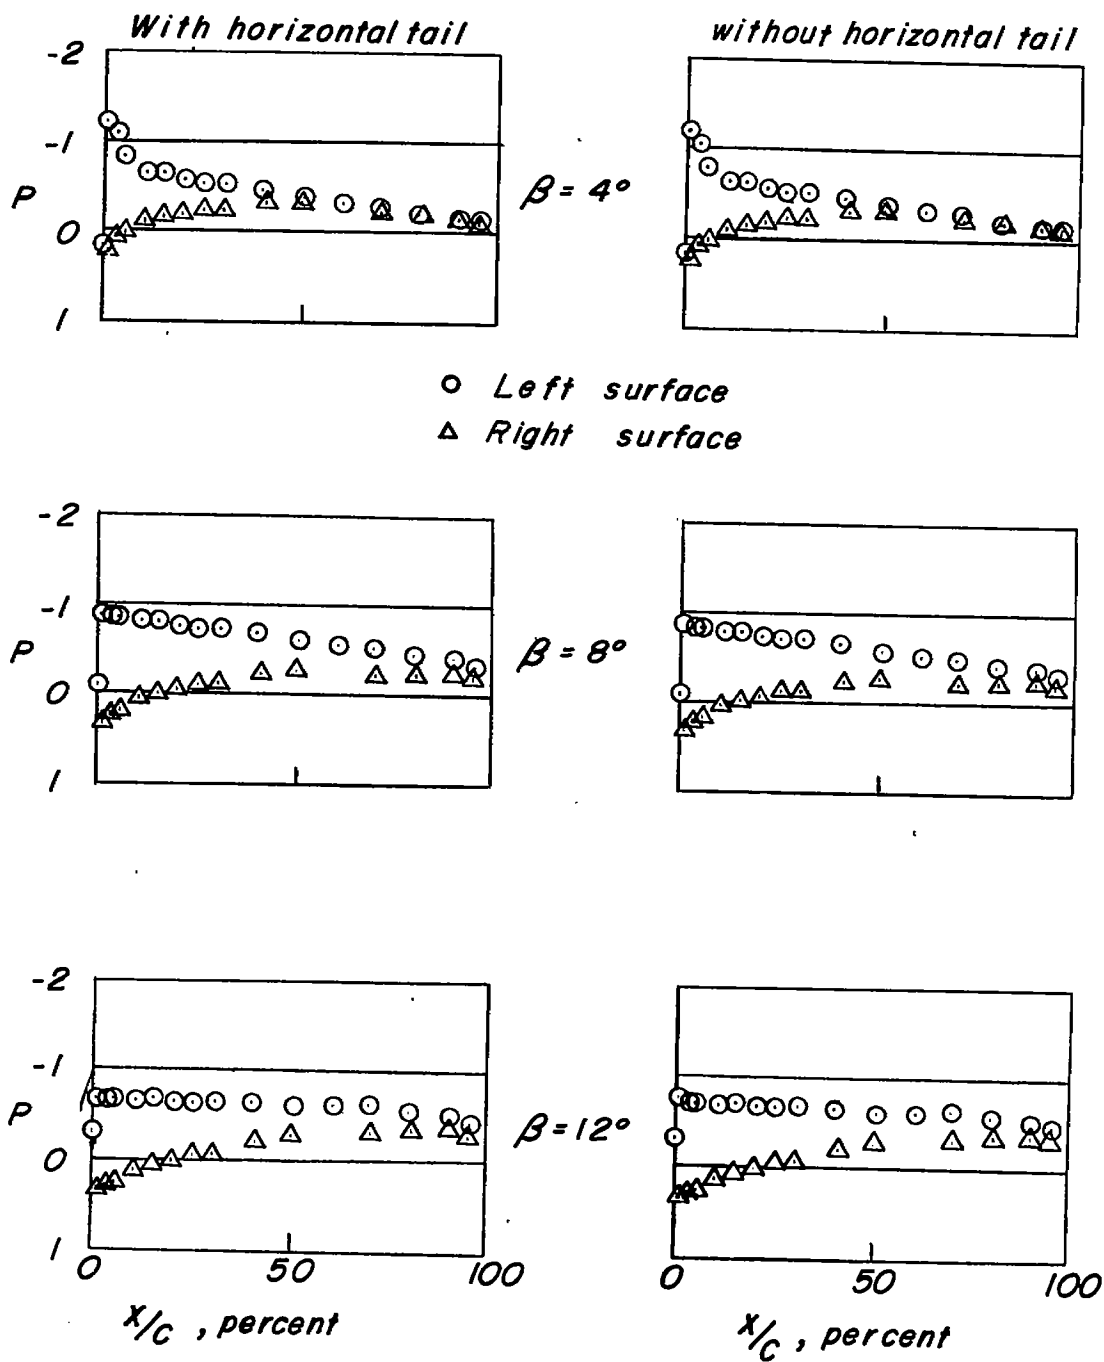 With horizontal tail
without horizontal tail
-2
-1
P
0
1
β = 4°
Left surface
Right surface
-2
-1
P
0
1
β = 8°
-2
-1
P
0
1
β = 12°
0 50 100
0 50 100
x/c , percent
x/c , percent